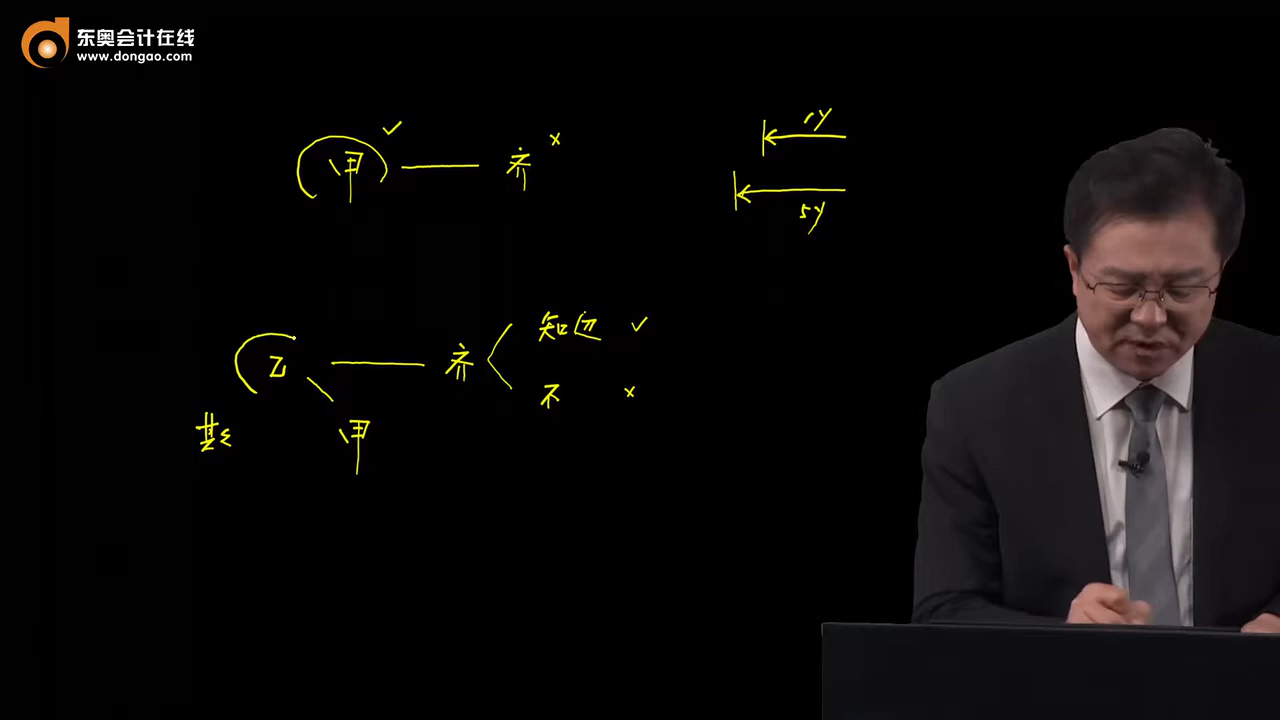 东奥会计在线
www.dongao.com
甲 —— 齐 ×
1y
5y
乙 —— 齐
知道 ✓
不 ×
甲